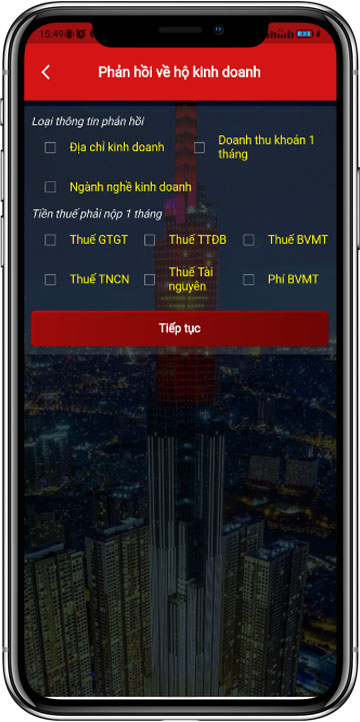 15:49
Phản hồi về hộ kinh doanh
Loại thông tin phản hồi
Địa chỉ kinh doanh
Doanh thu khoán 1
tháng
Ngành nghề kinh doanh
Tiền thuế phải nộp 1 tháng
Thuế GTGT
Thuế TTĐB
Thuế BVMT
Thuế TNCN
Thuế Tài
nguyên
Phí BVMT
Tiếp tục